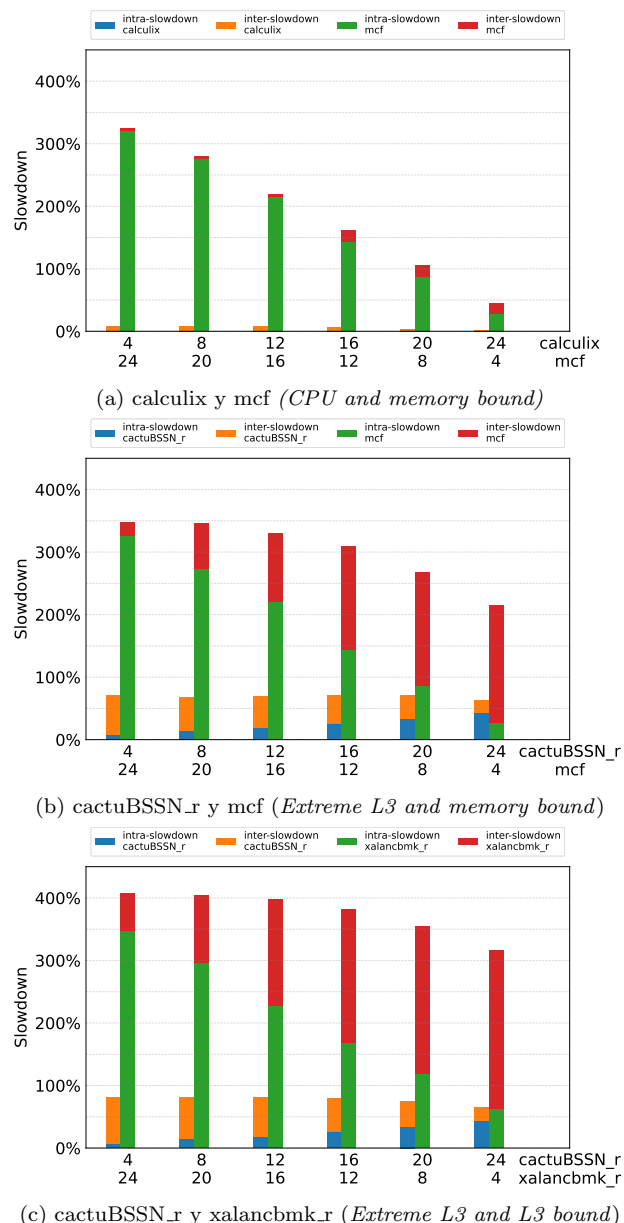 intra-slowdown calculix inter-slowdown calculix intra-slowdown mcf inter-slowdown mcf
400%
300%
200%
100%
0%
Slowdown
4 8 12 16 20 24 calculix
24 20 16 12 8 4 mcf
(a) calculix y mcf (CPU and memory bound)
intra-slowdown cactuBSSN_r inter-slowdown cactuBSSN_r intra-slowdown mcf inter-slowdown mcf
400%
300%
200%
100%
0%
Slowdown
4 8 12 16 20 24 cactuBSSN_r
24 20 16 12 8 4 mcf
(b) cactuBSSN_r y mcf (Extreme L3 and memory bound)
intra-slowdown cactuBSSN_r inter-slowdown cactuBSSN_r intra-slowdown xalancbmk_r inter-slowdown xalancbmk_r
400%
300%
200%
100%
0%
Slowdown
4 8 12 16 20 24 cactuBSSN_r
24 20 16 12 8 4 xalancbmk_r
(c) cactuBSSN_r y xalancbmk_r (Extreme L3 and L3 bound)